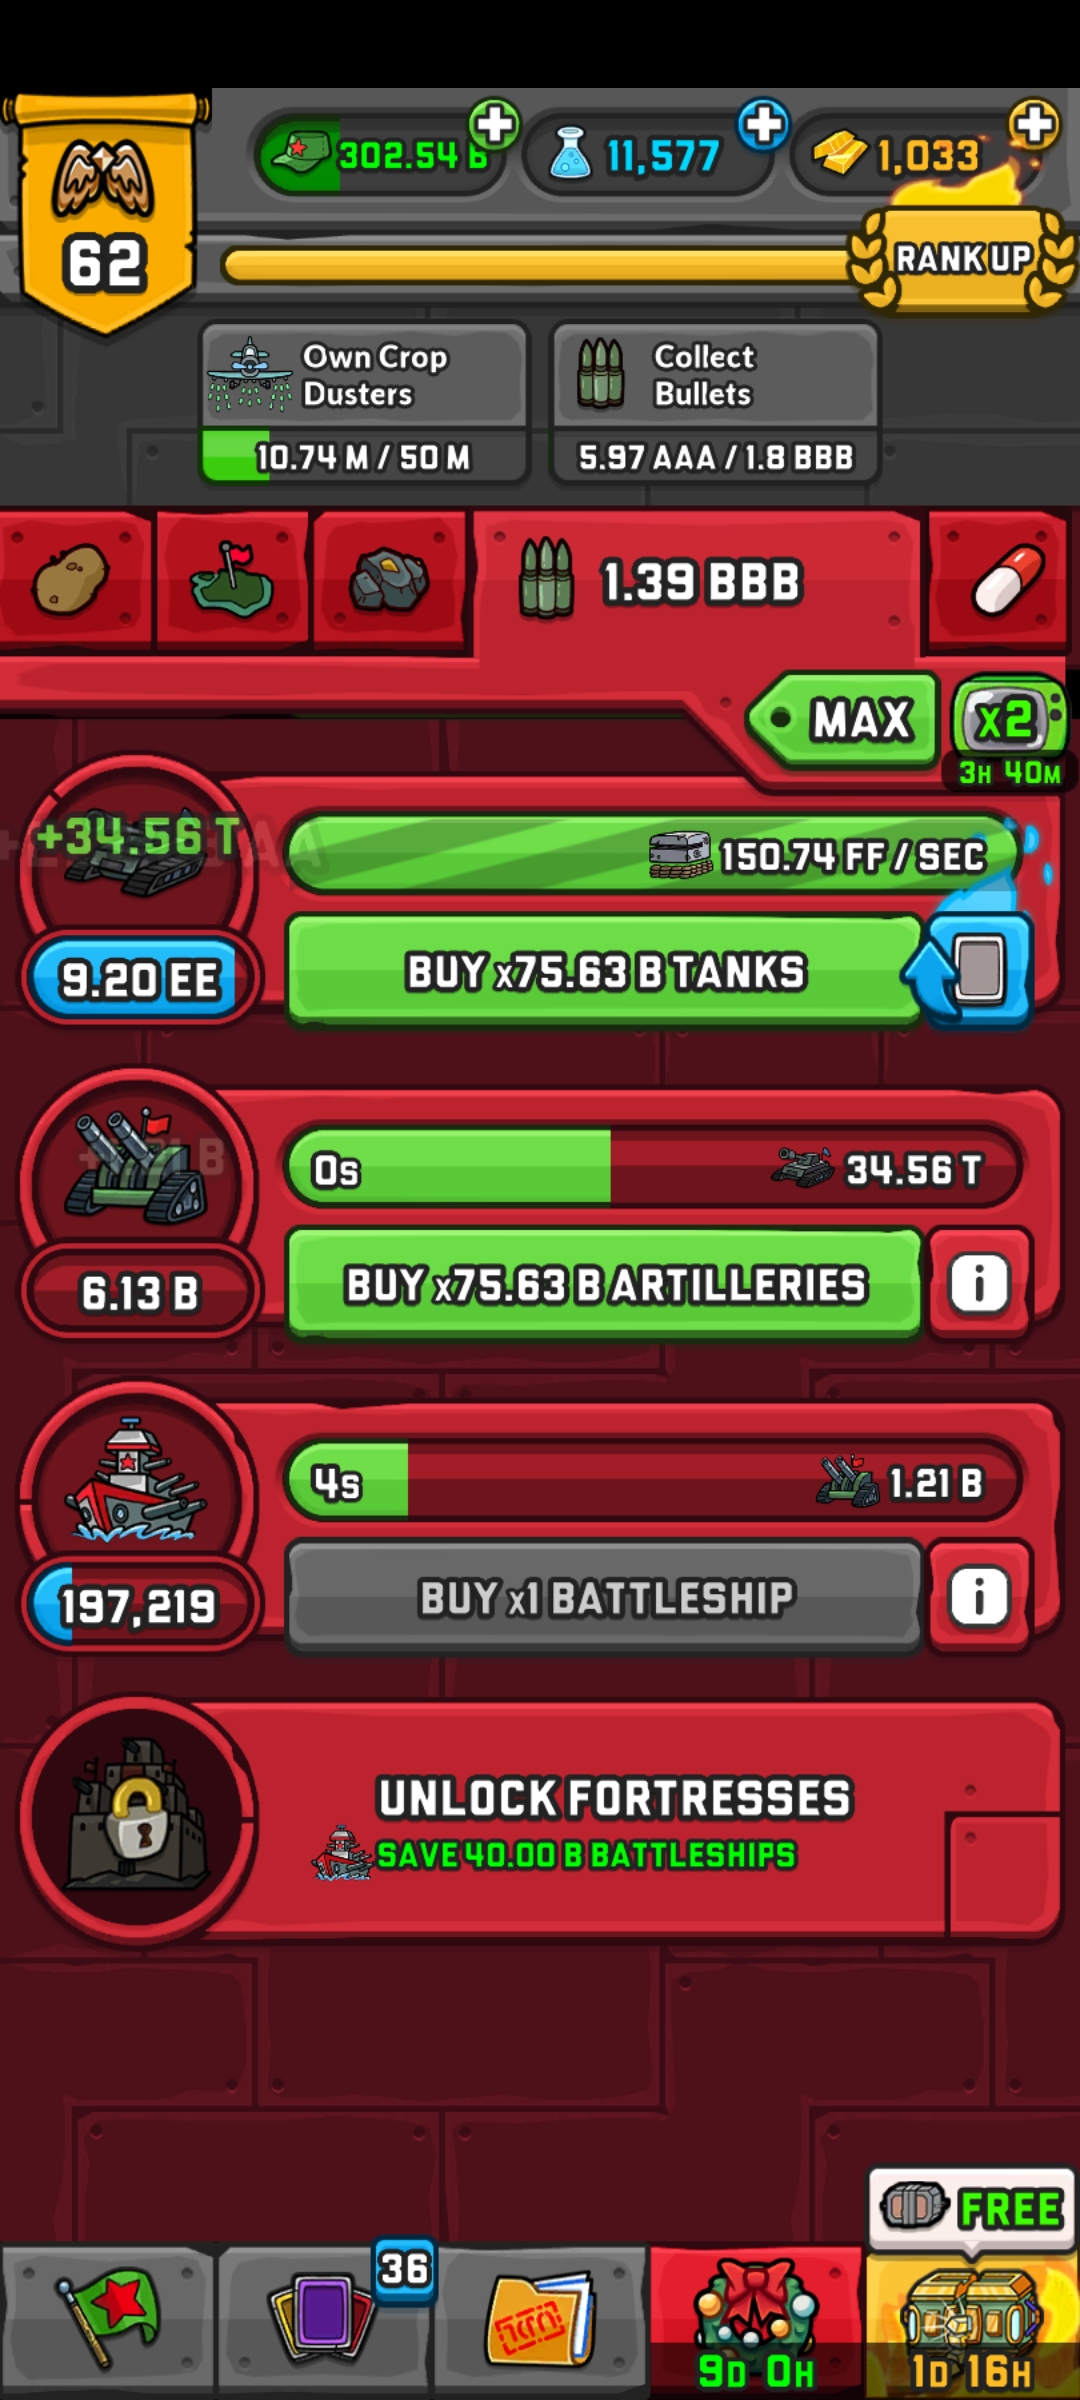 302.54 B
11,577
1,033
62
RANK UP
Own Crop
Dusters
Collect
Bullets
10.74 M / 50 M
5.97 AAA / 1.8 BBB
1.39 BBB
MAX
x2
3H 40M
+34.56 T
150.74 FF / SEC
9.20 EE
BUY x75.63 B TANKS
0s
34.56 T
6.13 B
BUY x75.63 B ARTILLERIES
i
4s
1.21 B
197,219
BUY x1 BATTLESHIP
i
UNLOCK FORTRESSES
SAVE 40.00 B BATTLESHIPS
FREE
36
9D 0H
1D 16H